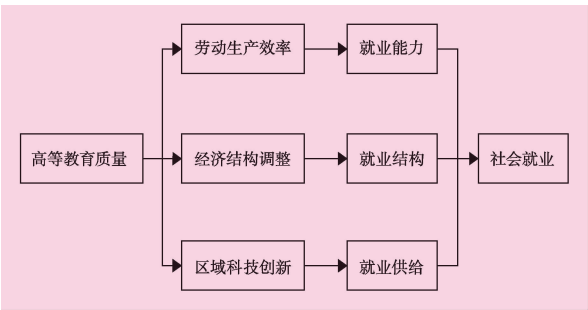 劳动生产效率
就业能力
高等教育质量
经济结构调整
就业结构
社会就业
区域科技创新
就业供给